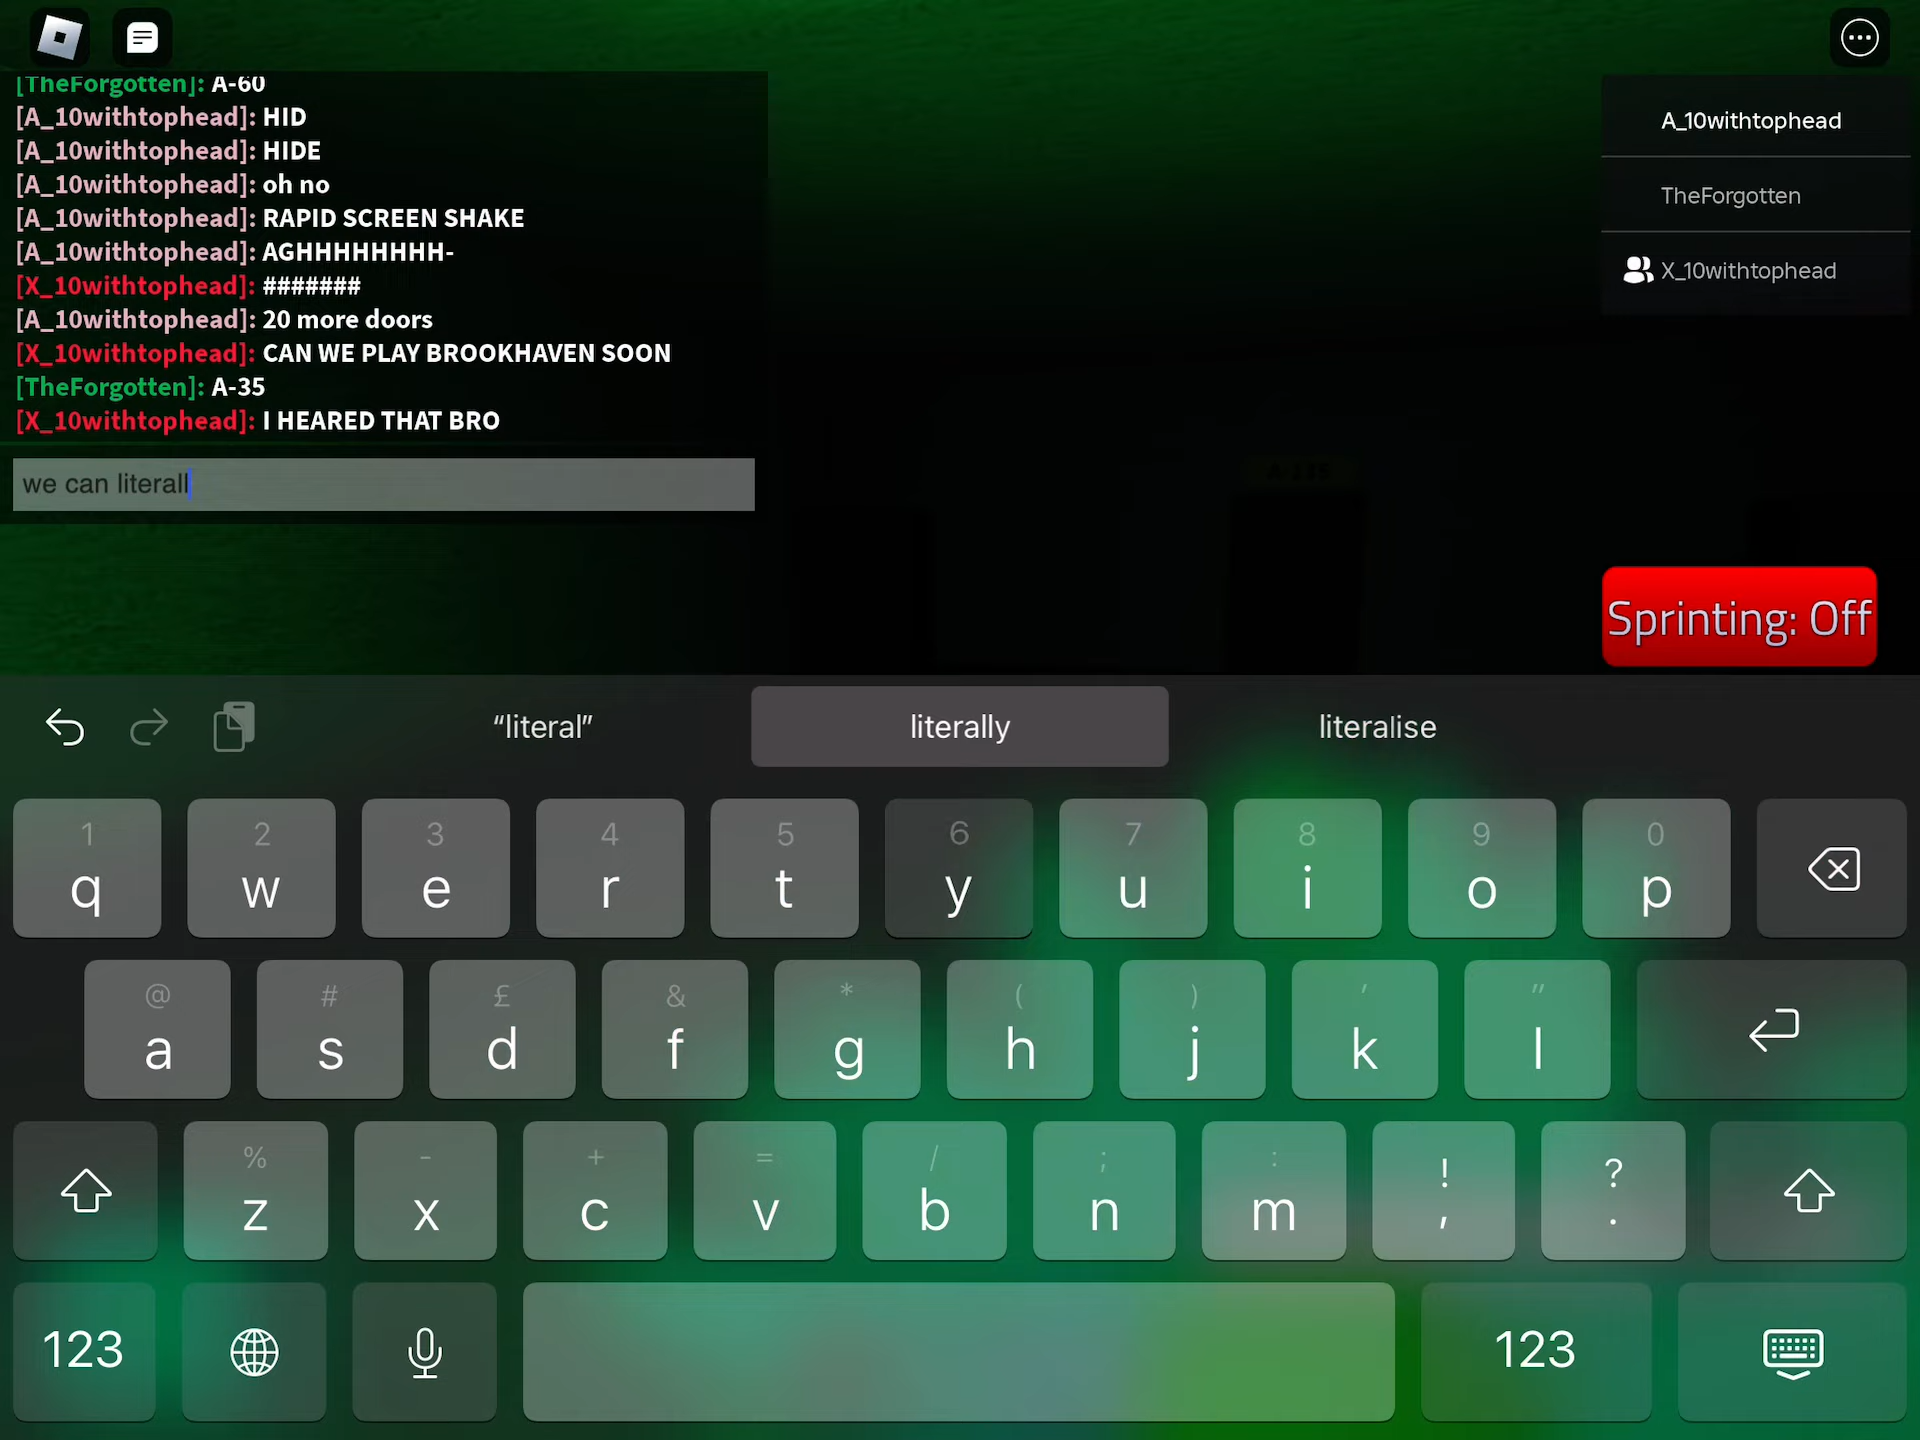 [TheForgotten]: A-60
[A_10withtophead]: HID
[A_10withtophead]: HIDE
[A_10withtophead]: oh no
[A_10withtophead]: RAPID SCREEN SHAKE
[A_10withtophead]: AGHHHHHHHH-
[X_10withtophead]: #######
[A_10withtophead]: 20 more doors
[X_10withtophead]: CAN WE PLAY BROOKHAVEN SOON
[TheForgotten]: A-35
[X_10withtophead]: I HEARED THAT BRO
we can literall
A_10withtophead
TheForgotten
X_10withtophead
Sprinting: Off
“literal” literally literalise
1 2 3 4 5 6 7 8 9 0
q w e r t y u i o p
@ # £ & * ( ) ' "
a s d f g h j k l
% - + = / ; : ! ?
z x c v b n m , .
123 123